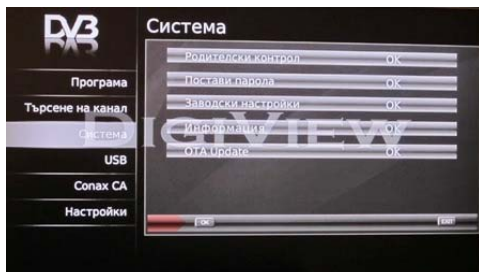 DVB
Система
Програма
Търсене на канал
Система
USB
Conax CA
Настройки
Родителски контрол OK
Постави парола OK
Заводски настройки OK
Информация OK
OTA Update OK
DIGIVIEW
OK
EXIT